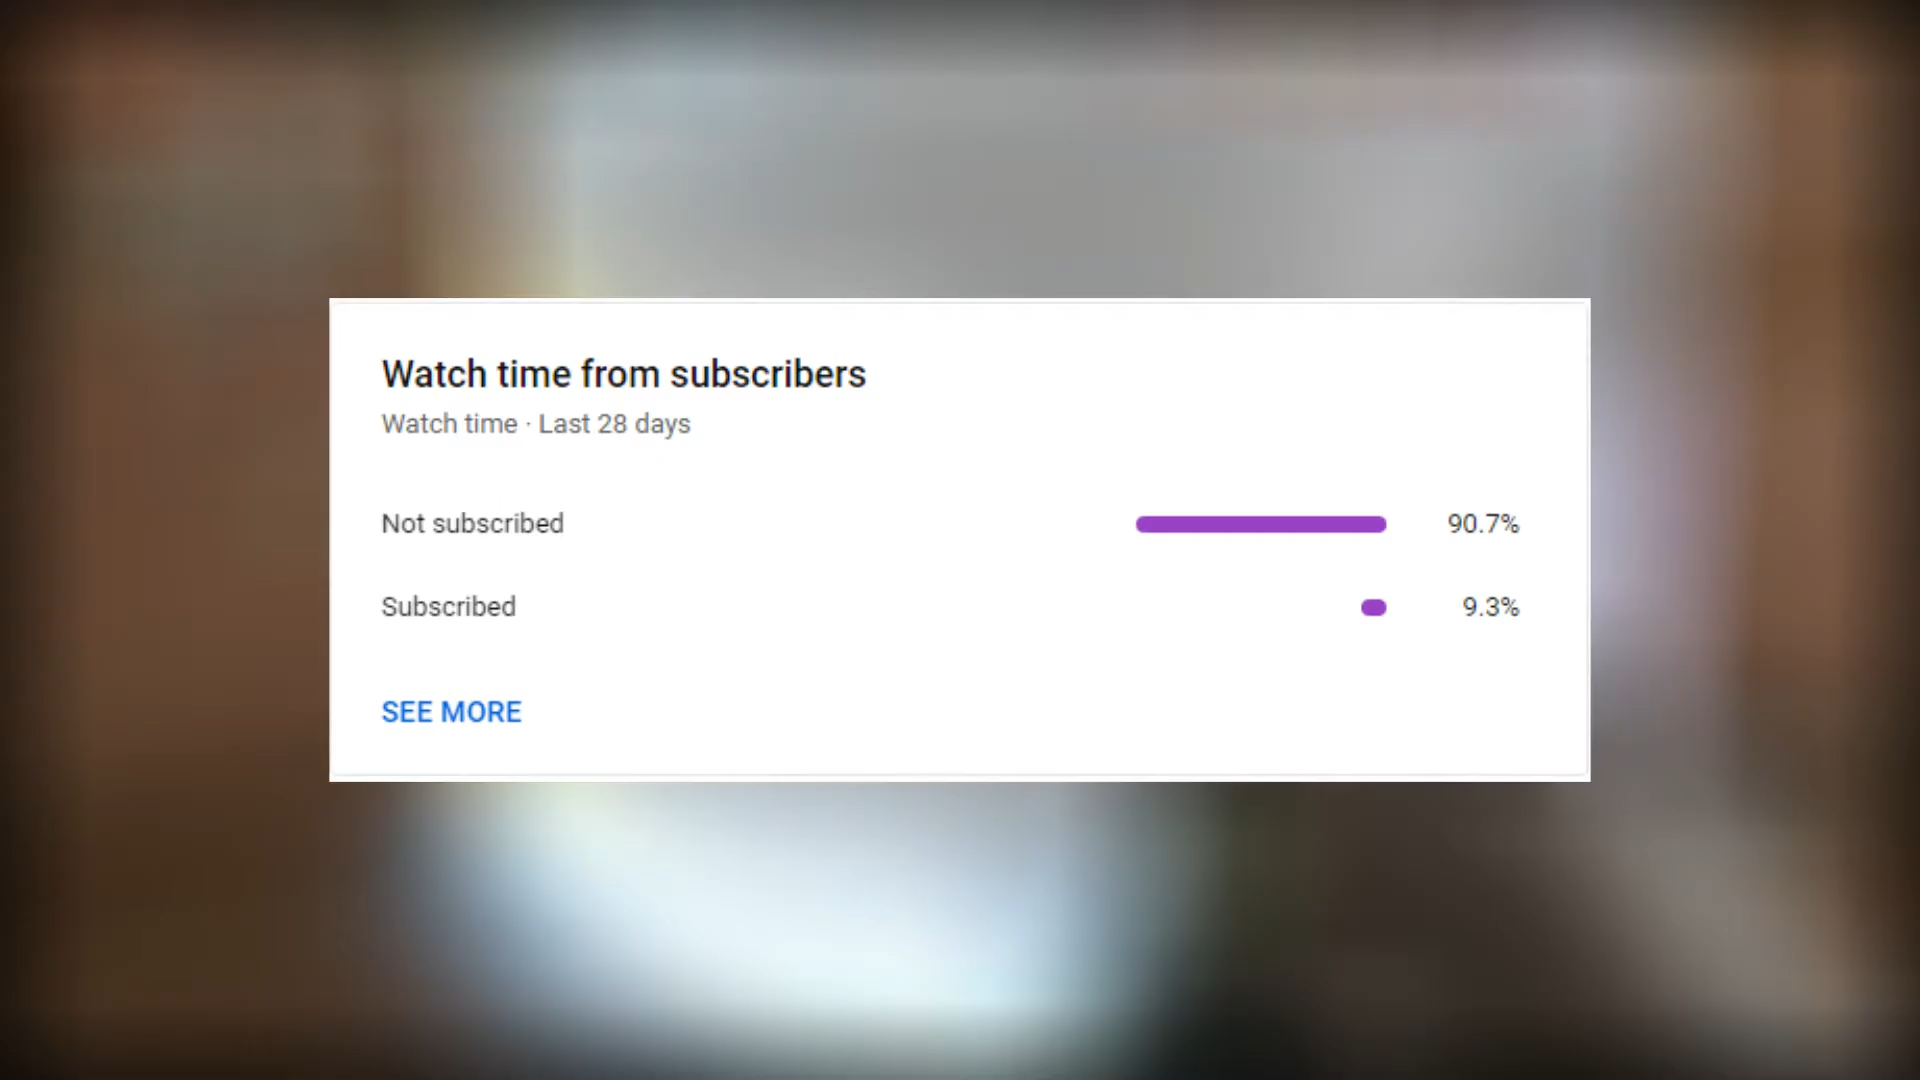 Watch time from subscribers
Watch time · Last 28 days
Not subscribed 90.7%
Subscribed 9.3%
SEE MORE